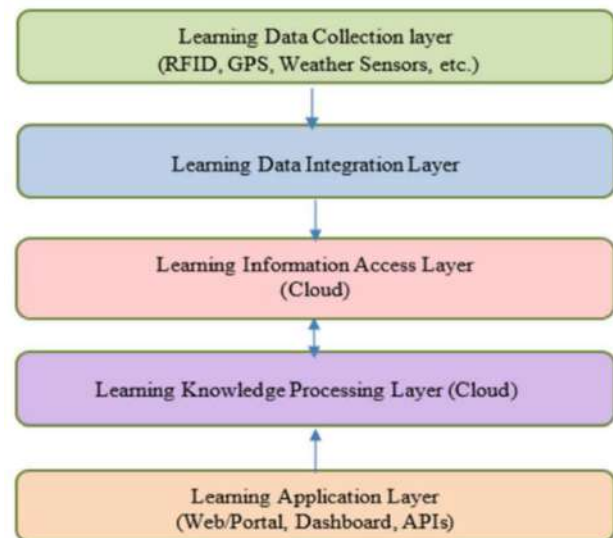 Learning Data Collection layer
(RFID, GPS, Weather Sensors, etc.)
Learning Data Integration Layer
Learning Information Access Layer
(Cloud)
Learning Knowledge Processing Layer (Cloud)
Learning Application Layer
(Web/Portal, Dashboard, APIs)